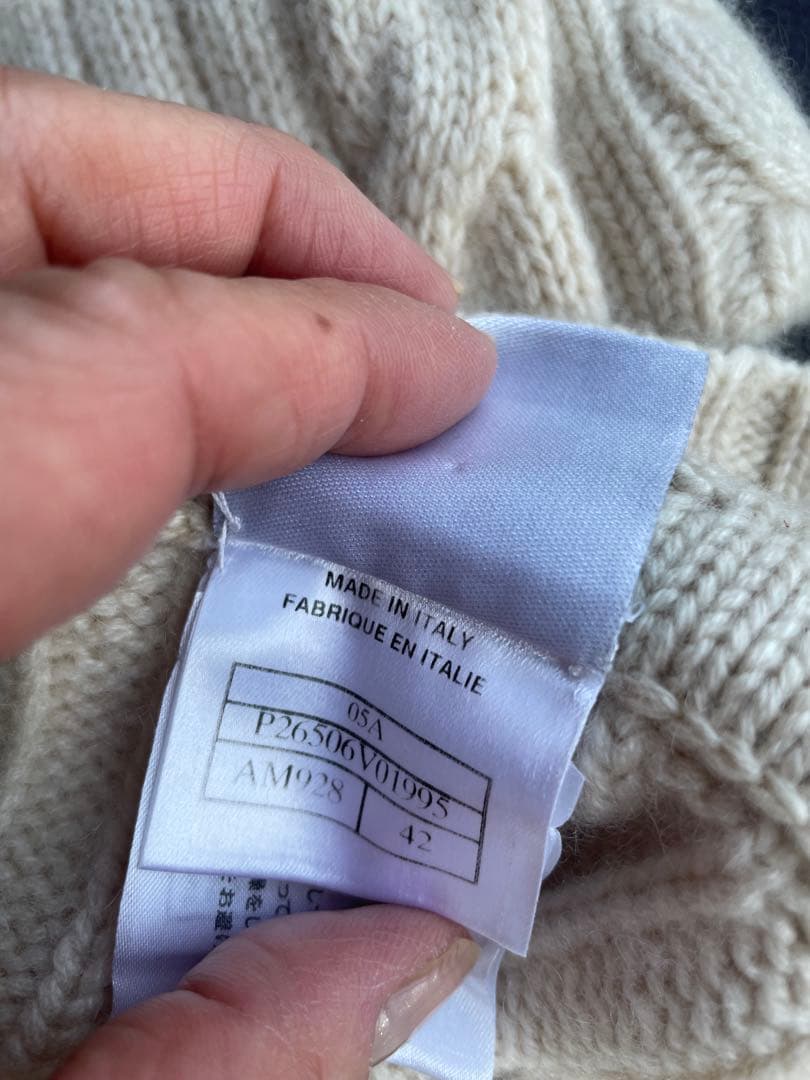 MADE IN ITALY
FABRIQUE EN ITALIE
05A
P26506V01995
AM928
42